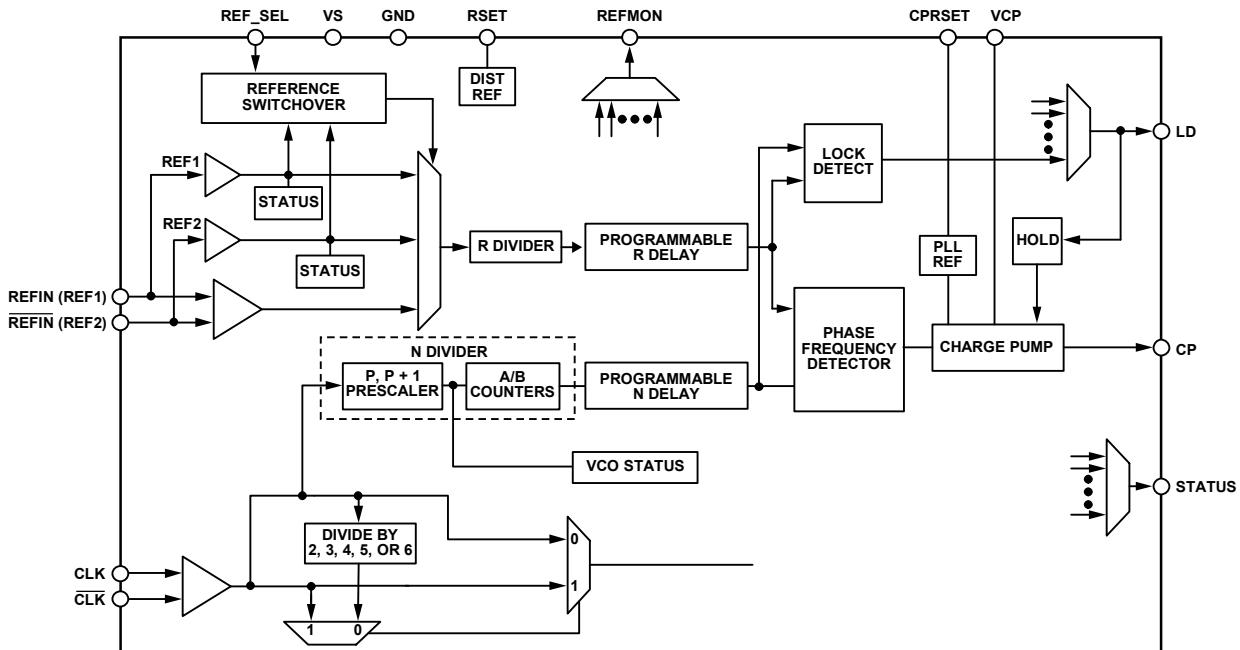 REF_SEL
VS
GND
RSET
REFMON
CPRSET
VCP
REFERENCE
SWITCHOVER
DIST
REF
LD
REF1
STATUS
LOCK
DETECT
REF2
STATUS
R DIVIDER
PROGRAMMABLE
R DELAY
PLL
REF
HOLD
REFIN (REF1)
REFIN (REF2)
N DIVIDER
P, P + 1
PRESCALER
A/B
COUNTERS
PROGRAMMABLE
N DELAY
PHASE
FREQUENCY
DETECTOR
CHARGE PUMP
CP
VCO STATUS
STATUS
DIVIDE BY
2, 3, 4, 5, OR 6
0
1
CLK
CLK
1
0